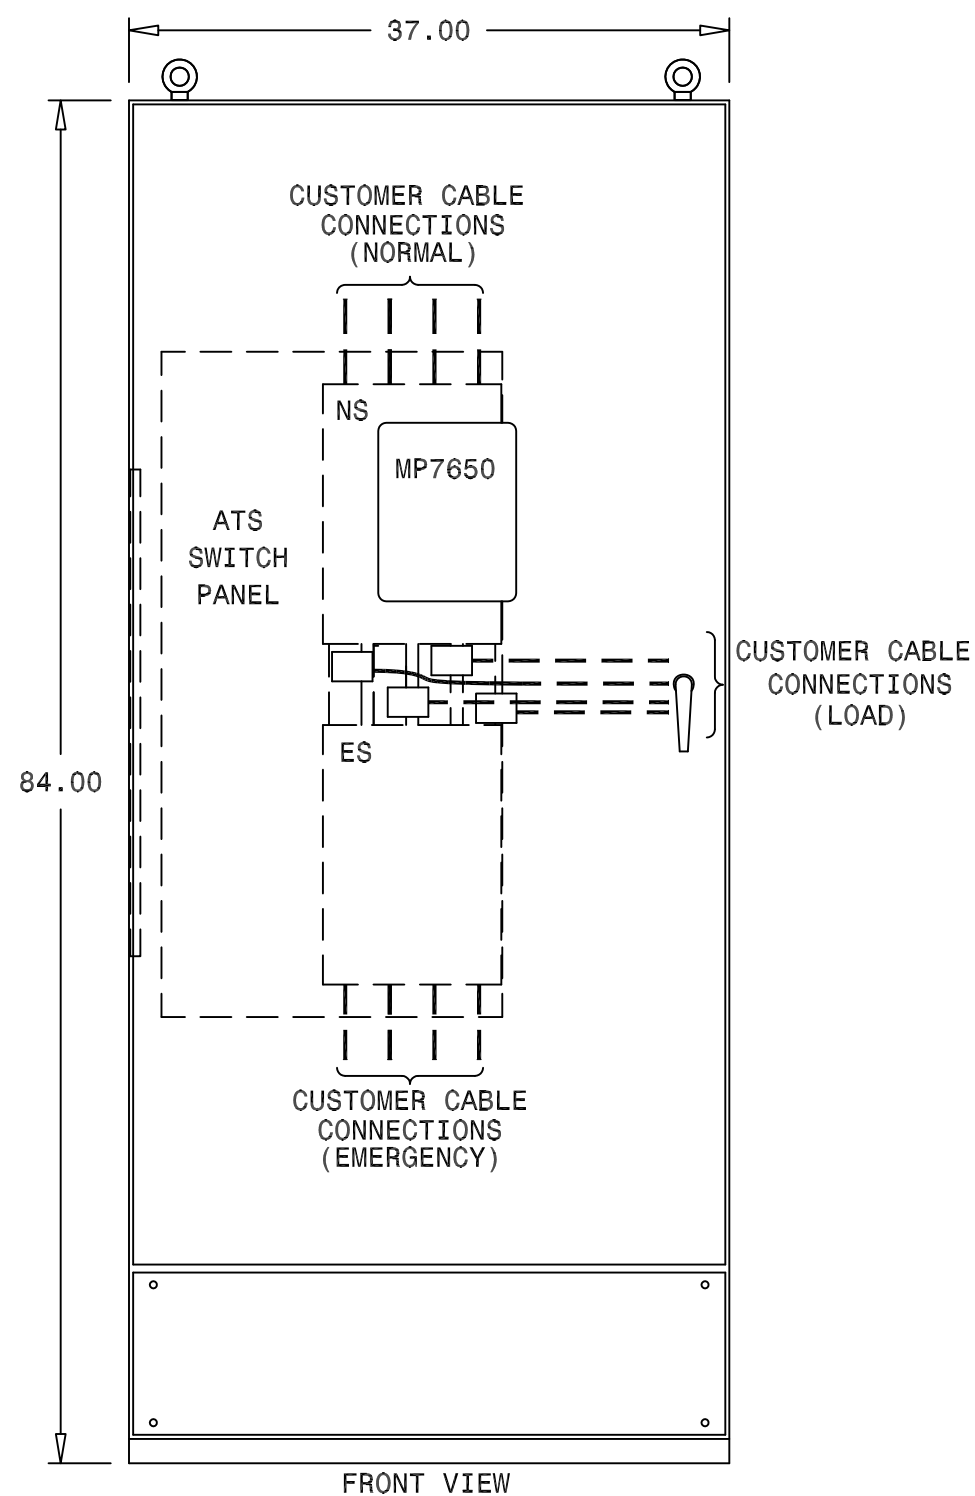 37.00
CUSTOMER CABLE
CONNECTIONS
(NORMAL)
NS
MP7650
ATS
SWITCH
PANEL
CUSTOMER CABLE
CONNECTIONS
(LOAD)
ES
84.00
CUSTOMER CABLE
CONNECTIONS
(EMERGENCY)
FRONT VIEW